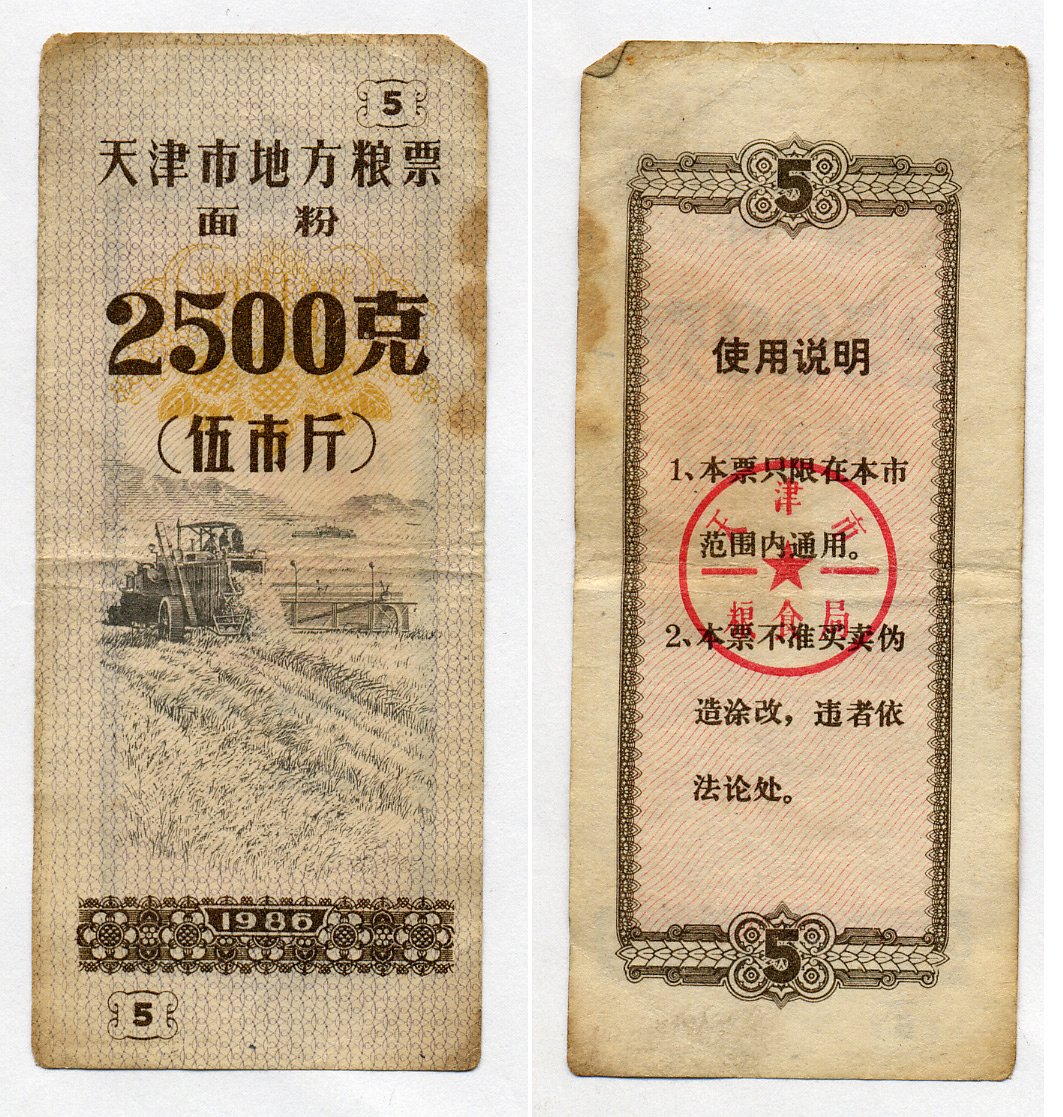 5
天津市地方粮票
面 粉
2500克
(伍市斤)
1986
5
5
使用说明
1、本票只限在本市
范围内通用。
2、本票不准买卖伪
造涂改，违者依
法论处。
天津市
粮食局
5